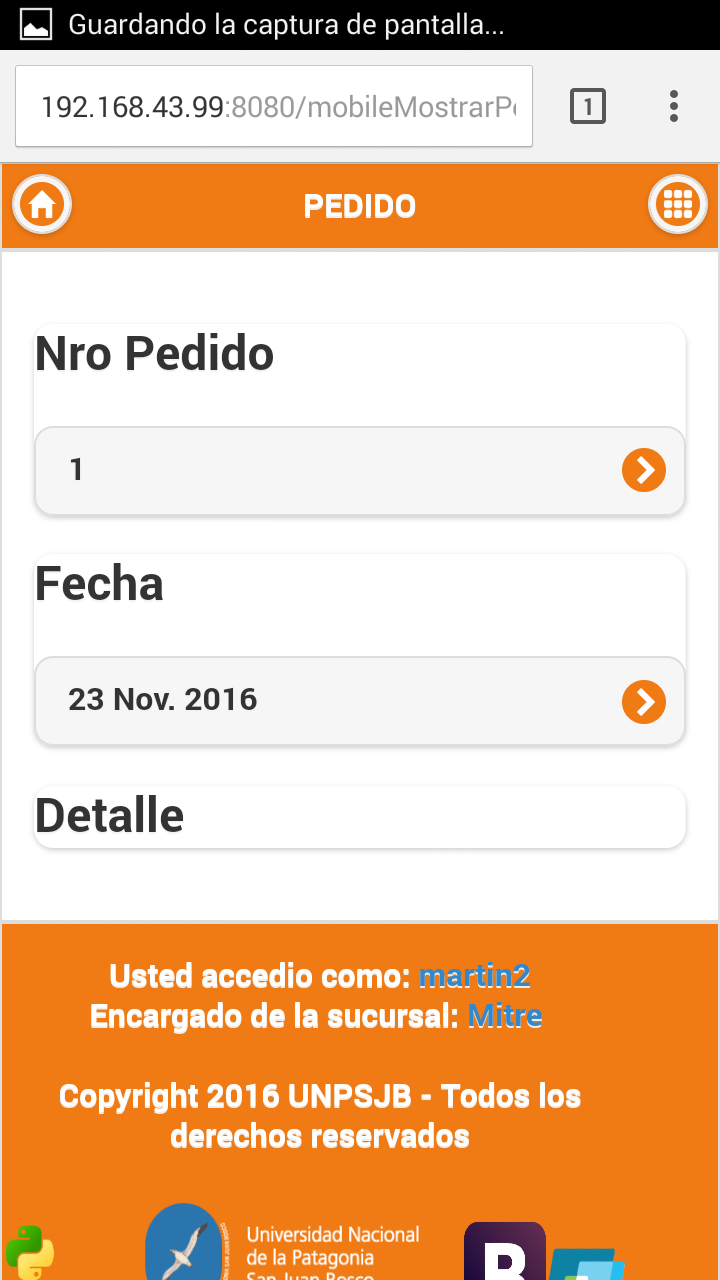 Guardando la captura de pantalla...
192.168.43.99:8080/mobileMostrarP
1
PEDIDO
Nro Pedido
1
Fecha
23 Nov. 2016
Detalle
Usted accedio como: martin2
Encargado de la sucursal: Mitre
Copyright 2016 UNPSJB - Todos los
derechos reservados
Universidad Nacional
de la Patagonia
San Juan Bosco
B